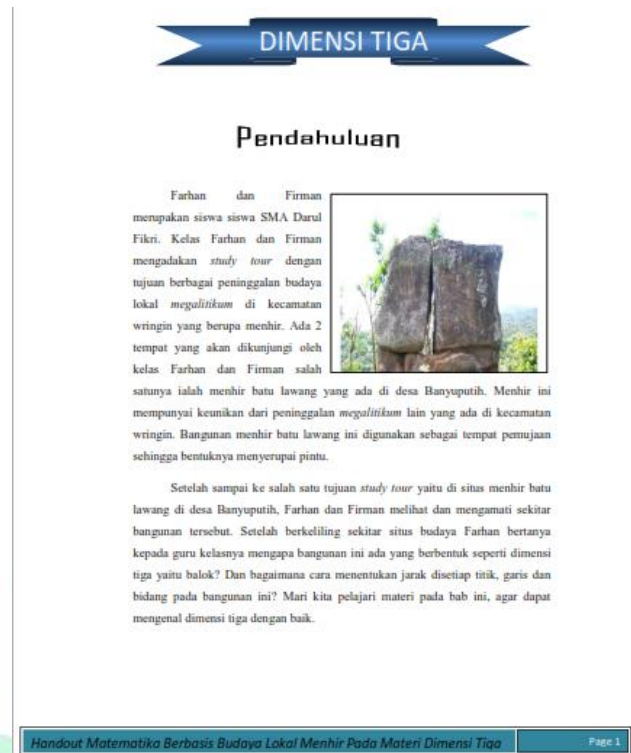 DIMENSI TIGA
Pendahuluan
Farhan dan Firman
merupakan siswa siswa SMA Darul
Fikri. Kelas Farhan dan Firman
mengadakan study tour dengan
tujuan berbagai peninggalan budaya
lokal megalitikum di kecamatan
wringin yang berupa menhir. Ada 2
tempat yang akan dikunjungi oleh
kelas Farhan dan Firman salah
satunya ialah menhir batu lawang yang ada di desa Banyuputih. Menhir ini
mempunyai keunikan dari peninggalan megalitikum lain yang ada di kecamatan
wringin. Bangunan menhir batu lawang ini digunakan sebagai tempat pemujaan
sehingga bentuknya menyerupai pintu.
Setelah sampai ke salah satu tujuan study tour yaitu di situs menhir batu
lawang di desa Banyuputih, Farhan dan Firman melihat dan mengamati sekitar
bangunan tersebut. Setelah berkeliling sekitar situs budaya Farhan bertanya
kepada guru kelasnya mengapa bangunan ini ada yang berbentuk seperti dimensi
tiga yaitu balok? Dan bagaimana cara menentukan jarak disetiap titik, garis dan
bidang pada bangunan ini? Mari kita pelajari materi pada bab ini, agar dapat
mengenal dimensi tiga dengan baik.
Handout Matematika Berbasis Budaya Lokal Menhir Pada Materi Dimensi Tiga Page 1